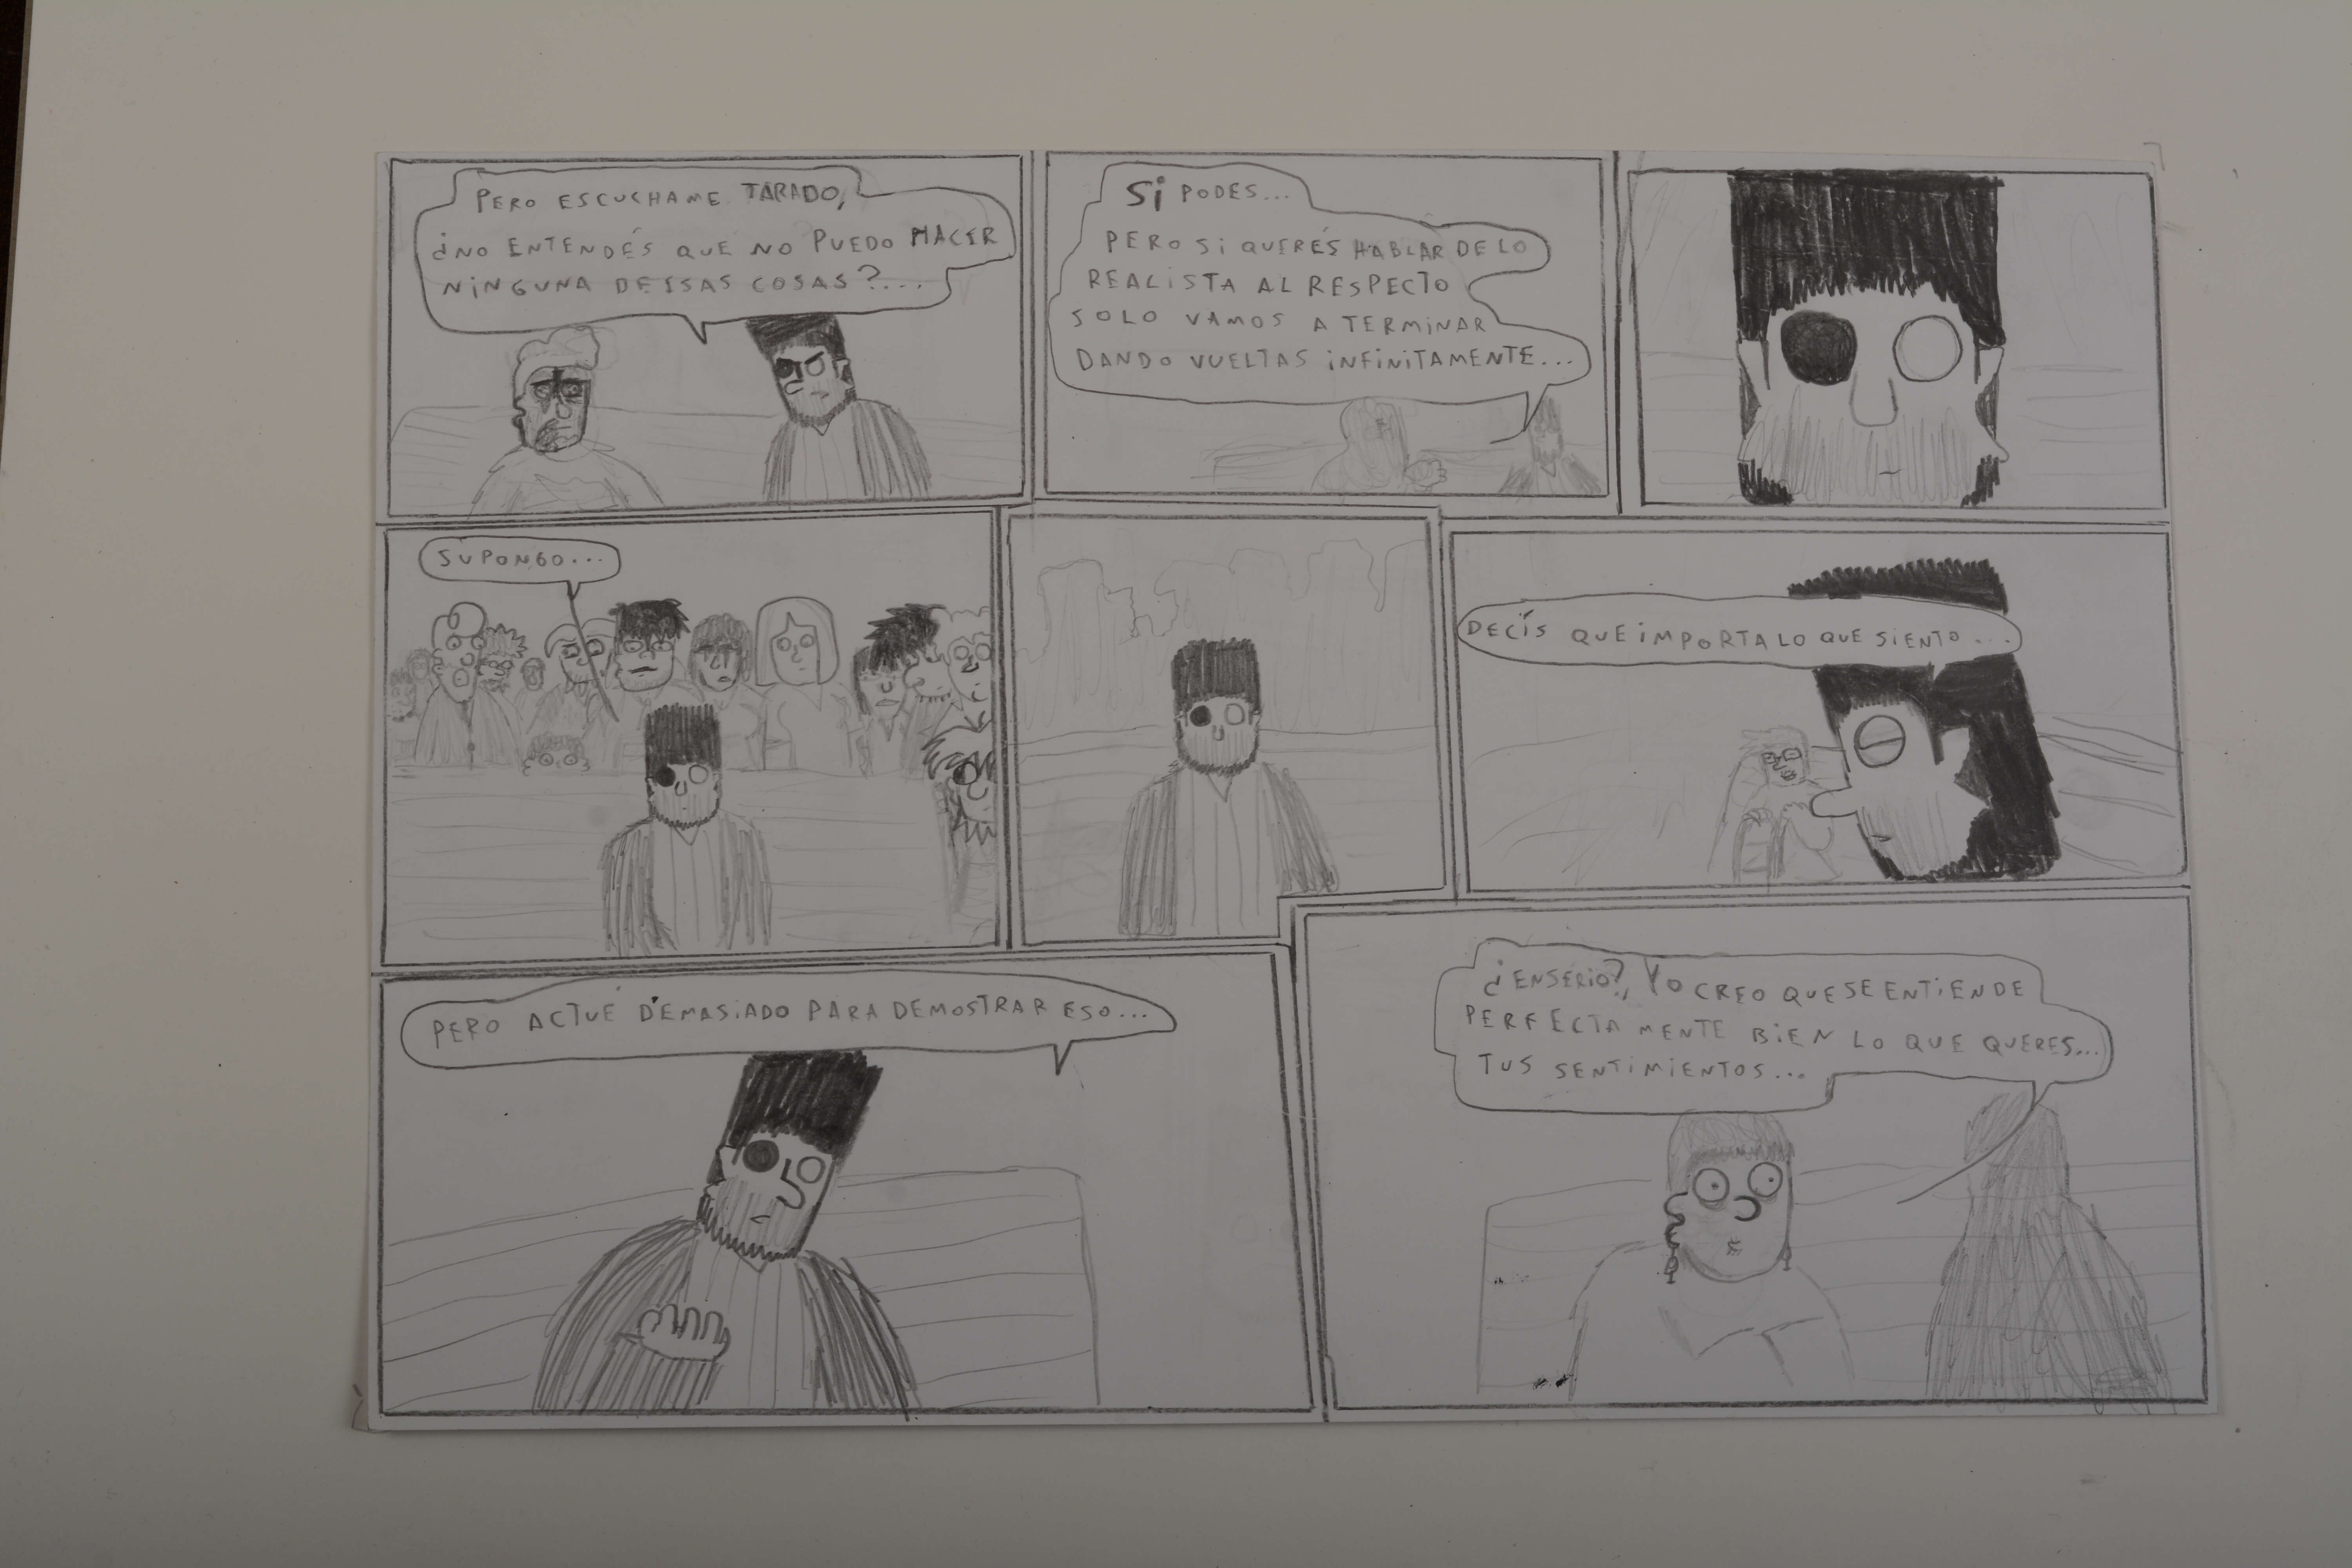 PERO ESCUCHAME TARADO,
¿NO ENTENDÉS QUE NO PUEDO HACER
NINGUNA DE ESAS COSAS?....
Si PODES...
PERO Si QUERÉS HABLAR DE LO
REALiSTA AL RESPECTO
SOLO VAMOS A TERMiNAR
DANDO VUELTAS iNFiNiTAMENTE...
SUPONGO...
DECÍS QUE iMPORTA LO QUE SIENTO...
PERO ACTUÉ DEMASiADO PARA DEMOSTRAR ESO...
¿ENSERiO?, YO CREO QUE SE ENTiENDE
PERFECTAMENTE BiEN LO QUE QUERES...
TUS SENTiMiENTOS...